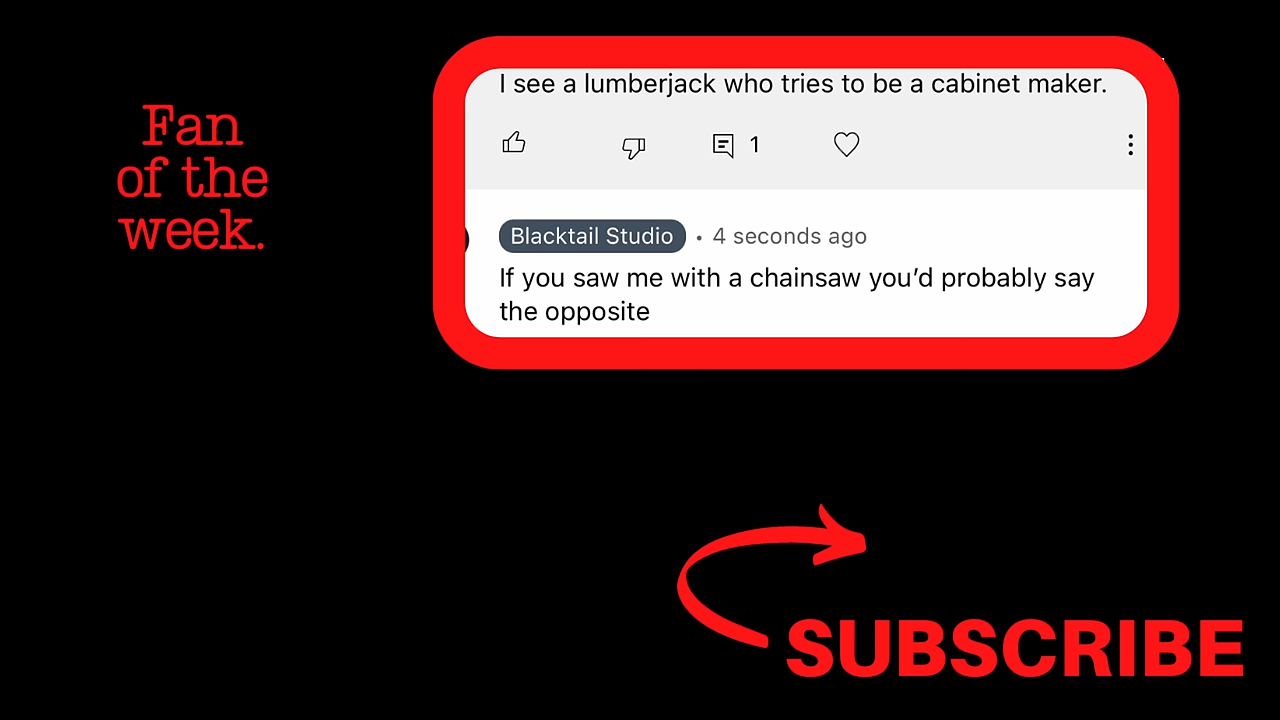 Fan
of the
week.
I see a lumberjack who tries to be a cabinet maker.
1
Blacktail Studio • 4 seconds ago
If you saw me with a chainsaw you’d probably say
the opposite
SUBSCRIBE